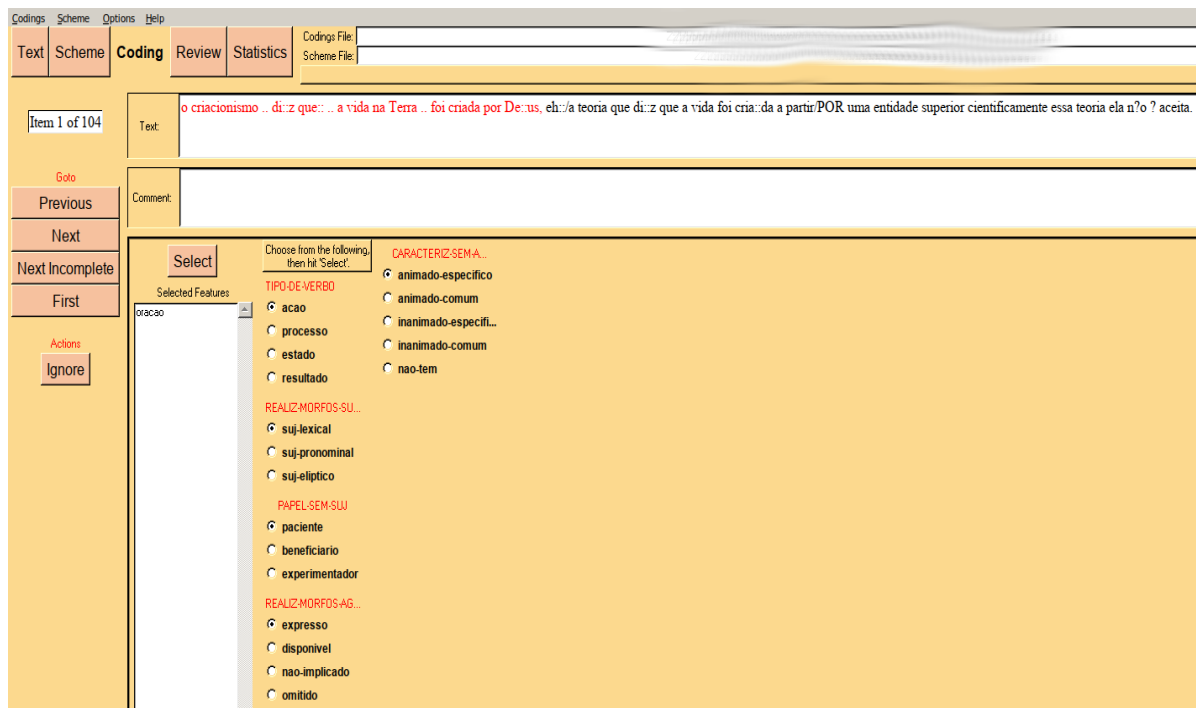 Codings Scheme Options Help
Text Scheme Coding Review Statistics
Codings File:
Scheme File:
Item 1 of 104
Text:
o criacionismo .. di::z que:: .. a vida na Terra .. foi criada por De::us, eh::/a teoria que di::z que a vida foi cria::da a partir/POR uma entidade superior cientificamente essa teoria ela n?o ? aceita.
Goto
Previous
Next
Next Incomplete
First
Actions
Ignore
Comment:
Select
Selected Features
oracao
Choose from the following,
then hit 'Select'.
TIPO-DE-VERBO
acao
processo
estado
resultado
REALIZ-MORFOS-SU...
suj-lexical
suj-pronominal
suj-eliptico
PAPEL-SEM-SUJ
paciente
beneficiario
experimentador
REALIZ-MORFOS-AG...
expresso
disponivel
nao-implicado
omitido
CARACTERIZ-SEM-A...
animado-especifico
animado-comum
inanimado-especifi...
inanimado-comum
nao-tem